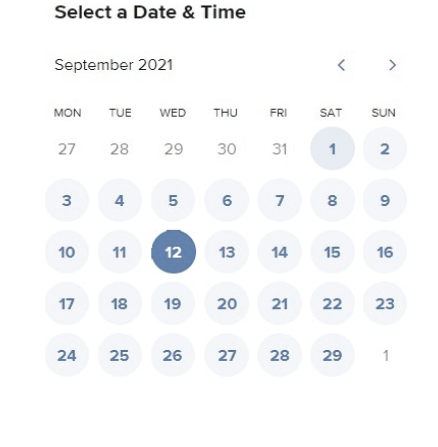 Select a Date & Time
September 2021 < >
MON TUE WED THU FRI SAT SUN
27 28 29 30 31 1 2
3 4 5 6 7 8 9
10 11 12 13 14 15 16
17 18 19 20 21 22 23
24 25 26 27 28 29 1